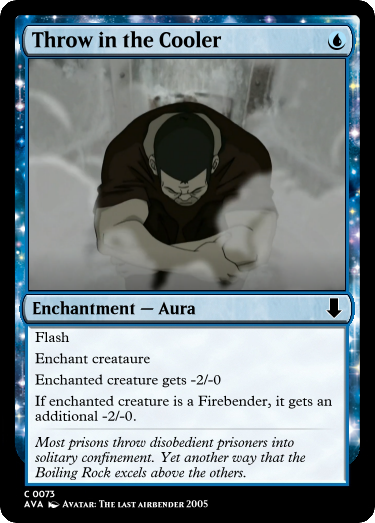 Throw in the Cooler
Enchantment — Aura
Flash
Enchant creataure
Enchanted creature gets -2/-0
If enchanted creature is a Firebender, it gets an
additional -2/-0.
Most prisons throw disobedient prisoners into
solitary confinement. Yet another way that the
Boiling Rock excels above the others.
C 0073
AVA Avatar: The last airbender 2005